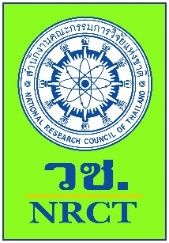 สำนักงานคณะกรรมการวิจัยแห่งชาติ
NATIONAL RESEARCH COUNCIL OF THAILAND
วช.
NRCT